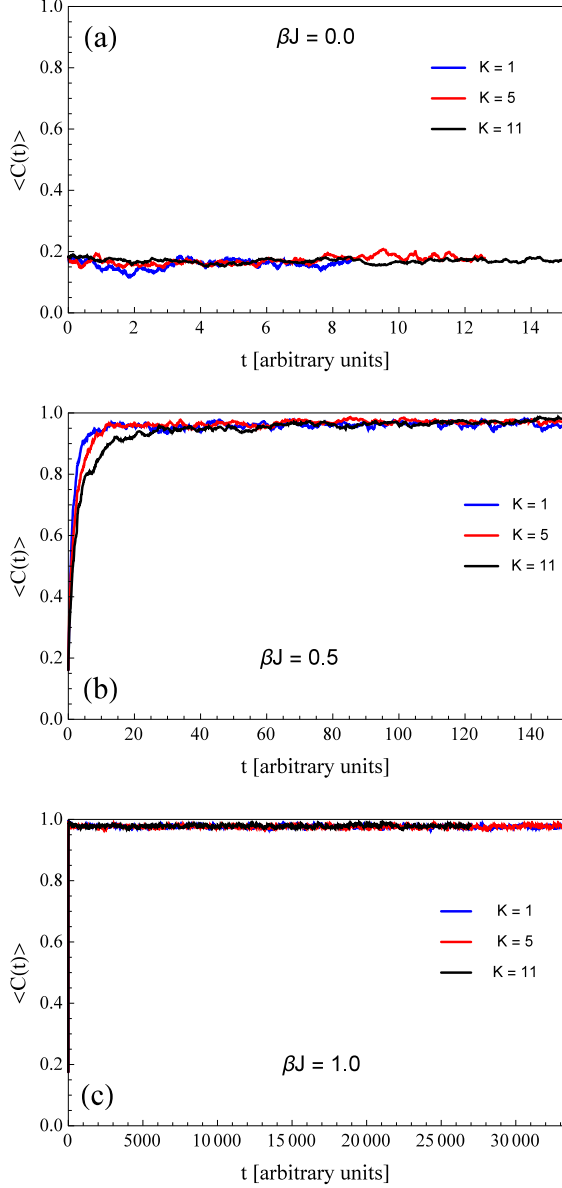 (a)
βJ = 0.0
K = 1
K = 5
K = 11
<C(t)>
1.0
0.8
0.6
0.4
0.2
0.0
0 2 4 6 8 10 12 14
t [arbitrary units]
1.0
0.8
0.6
0.4
0.2
0.0
<C(t)>
K = 1
K = 5
K = 11
βJ = 0.5
(b)
0 20 40 60 80 100 120 140
t [arbitrary units]
1.0
0.8
0.6
0.4
0.2
0.0
<C(t)>
K = 1
K = 5
K = 11
βJ = 1.0
(c)
0 5000 10 000 15 000 20 000 25 000 30 000
t [arbitrary units]